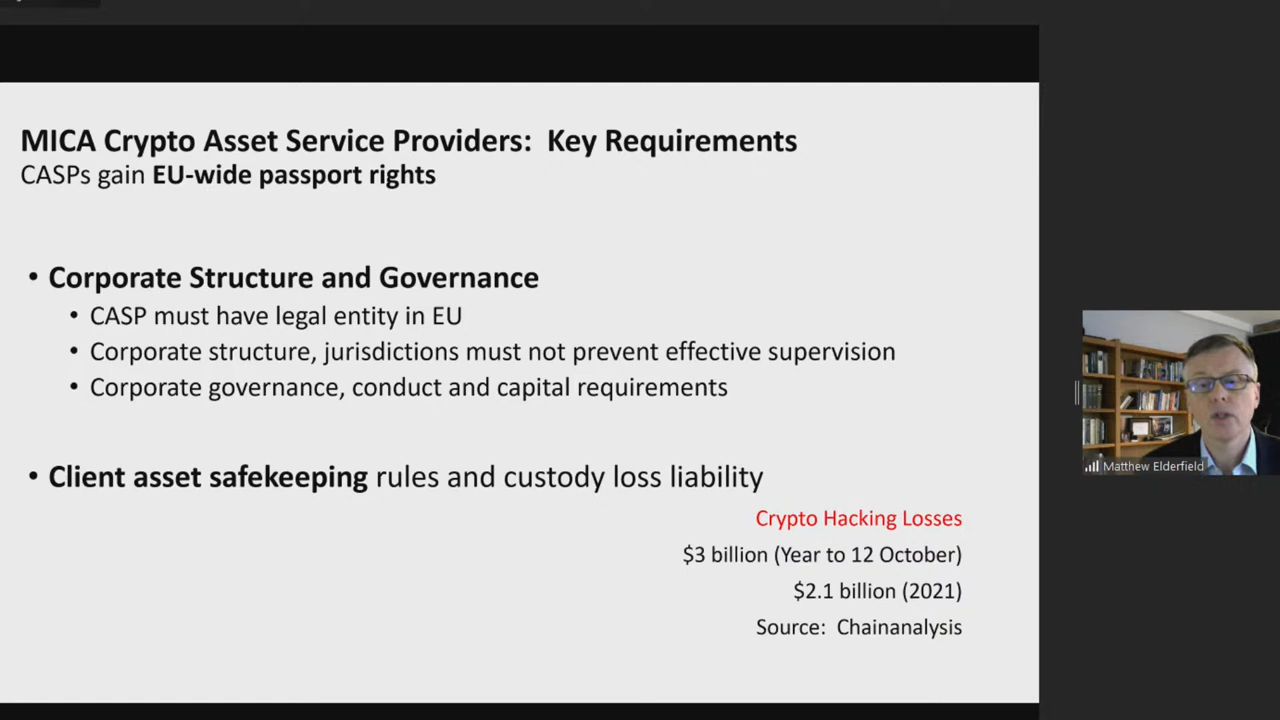 MICA Crypto Asset Service Providers:  Key Requirements
CASPs gain EU-wide passport rights
• Corporate Structure and Governance
• CASP must have legal entity in EU
• Corporate structure, jurisdictions must not prevent effective supervision
• Corporate governance, conduct and capital requirements
• Client asset safekeeping rules and custody loss liability
Crypto Hacking Losses
$3 billion (Year to 12 October)
$2.1 billion (2021)
Source:  Chainanalysis
Matthew Elderfield